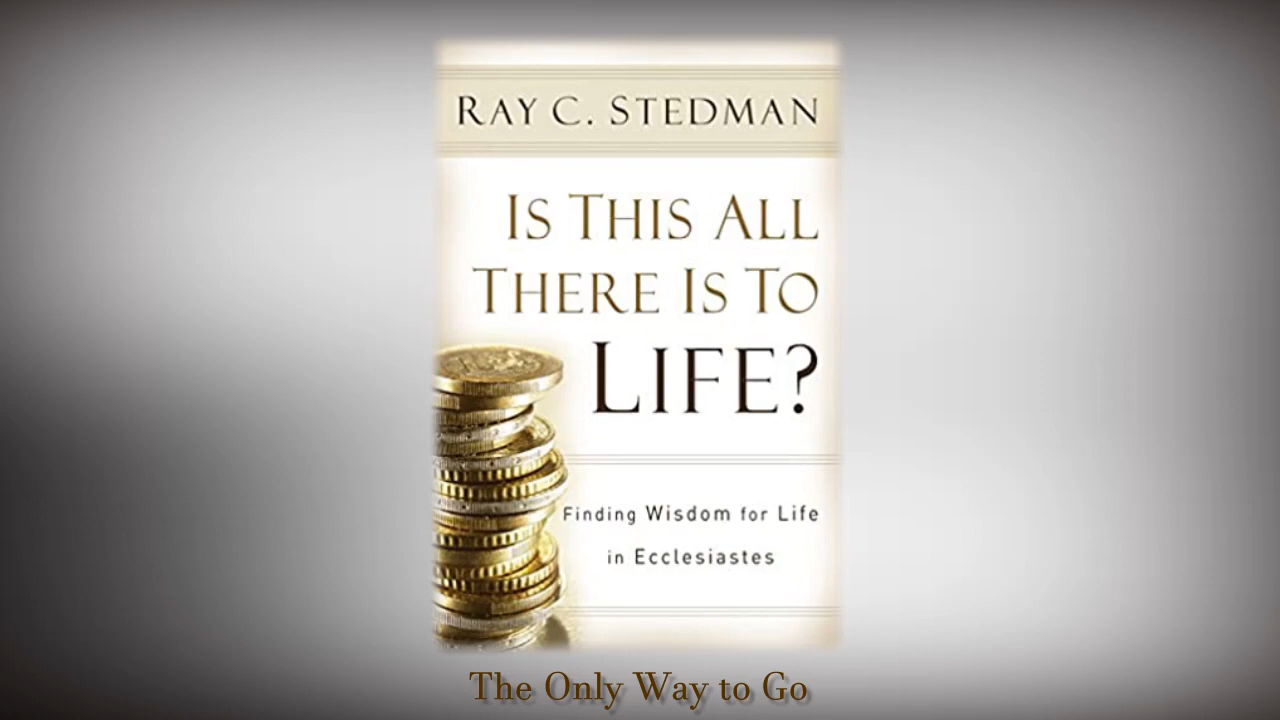 RAY C. STEDMAN
IS THIS ALL
THERE IS TO
LIFE?
Finding Wisdom for Life
in Ecclesiastes
The Only Way to Go